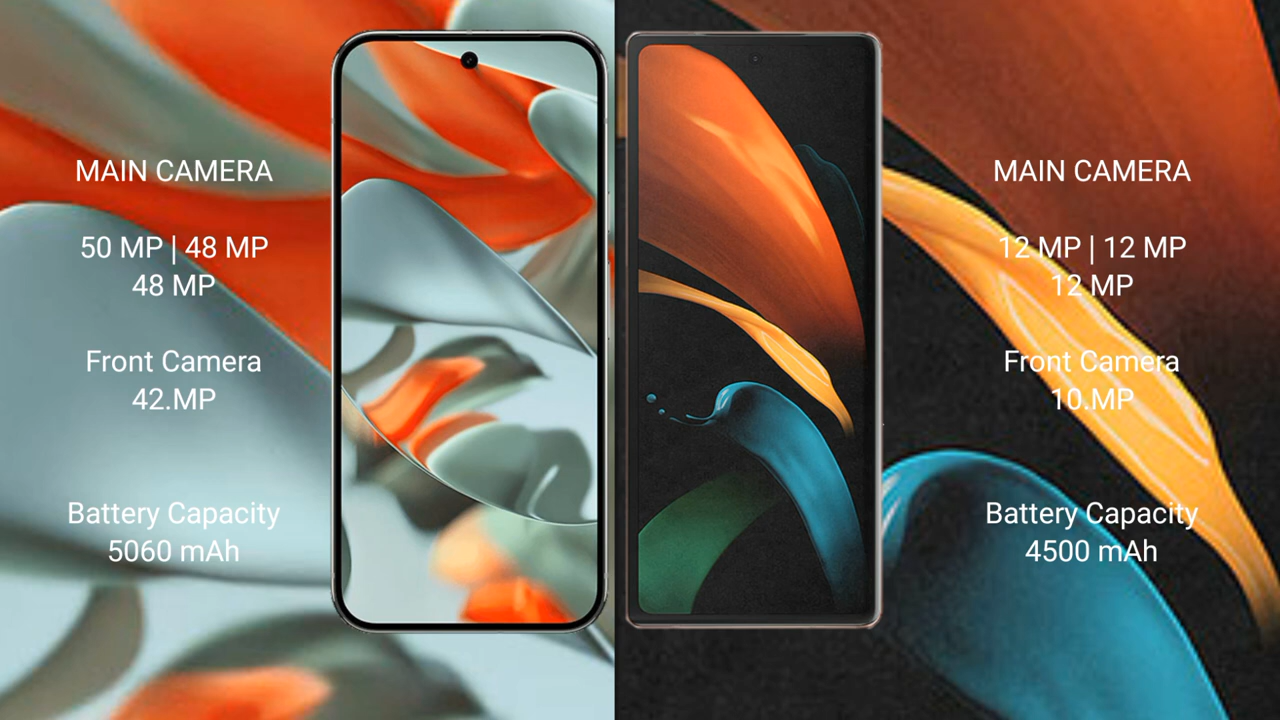 MAIN CAMERA
50 MP | 48 MP
48 MP
Front Camera
42.MP
Battery Capacity
5060 mAh
MAIN CAMERA
12 MP | 12 MP
12 MP
Front Camera
10.MP
Battery Capacity
4500 mAh